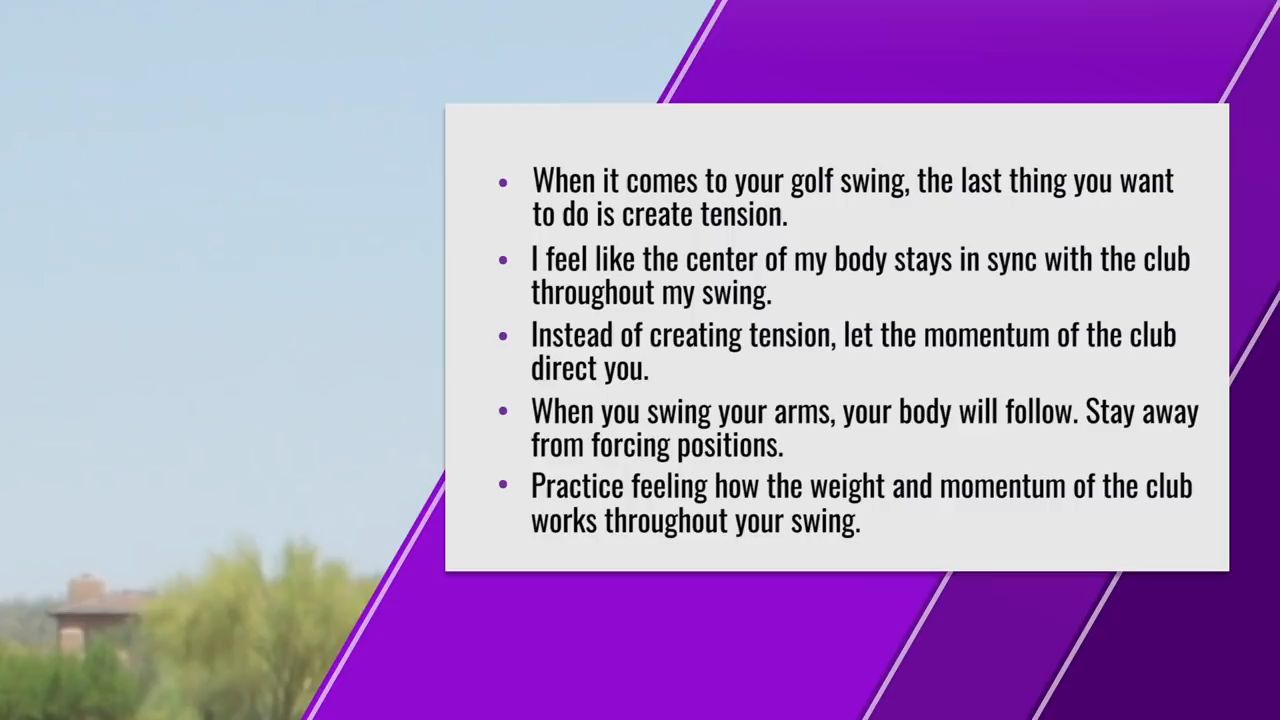 • When it comes to your golf swing, the last thing you want
to do is create tension.
• I feel like the center of my body stays in sync with the club
throughout my swing.
• Instead of creating tension, let the momentum of the club
direct you.
• When you swing your arms, your body will follow. Stay away
from forcing positions.
• Practice feeling how the weight and momentum of the club
works throughout your swing.